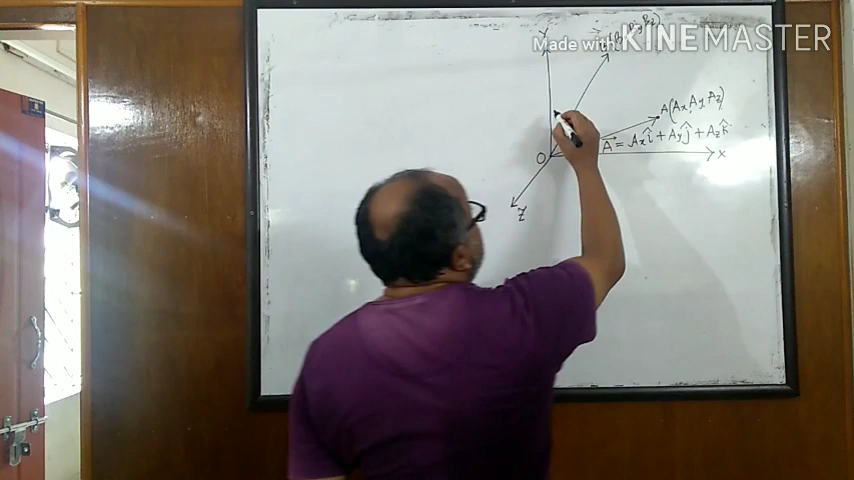 Y
Made with KINEMASTER
A(Ax Ay Az)
A⃗ = Axî + Ayĵ + Azk̂
O
X
Z